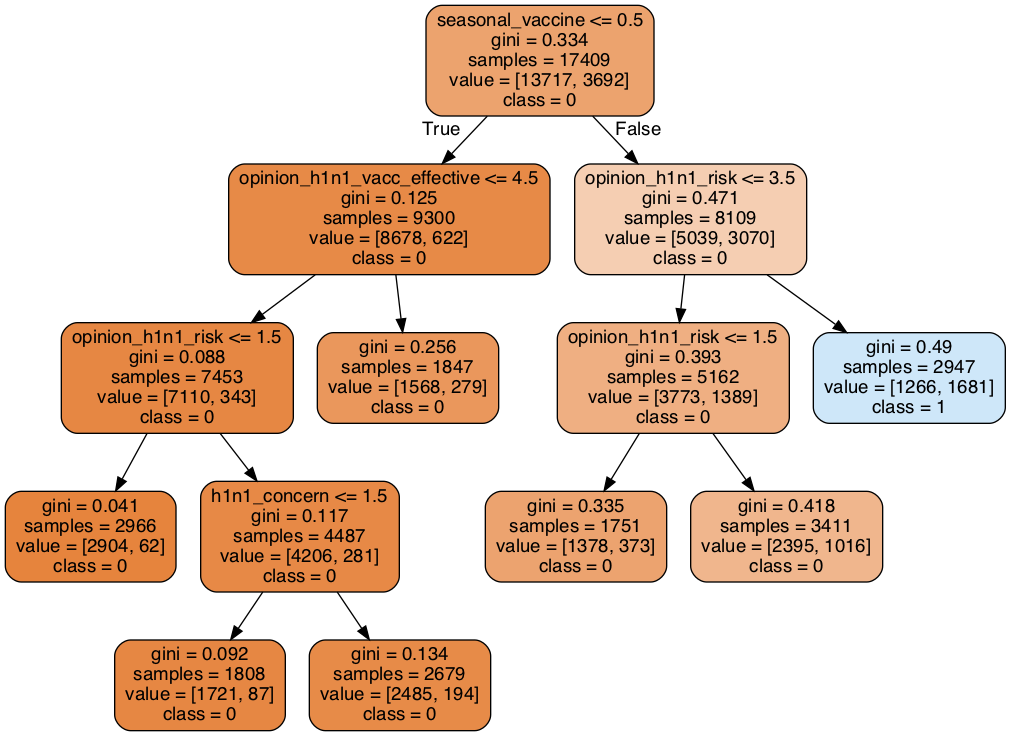 seasonal_vaccine <= 0.5
gini = 0.334
samples = 17409
value = [13717, 3692]
class = 0
True
False
opinion_h1n1_vacc_effective <= 4.5
gini = 0.125
samples = 9300
value = [8678, 622]
class = 0
opinion_h1n1_risk <= 3.5
gini = 0.471
samples = 8109
value = [5039, 3070]
class = 0
opinion_h1n1_risk <= 1.5
gini = 0.088
samples = 7453
value = [7110, 343]
class = 0
gini = 0.256
samples = 1847
value = [1568, 279]
class = 0
opinion_h1n1_risk <= 1.5
gini = 0.393
samples = 5162
value = [3773, 1389]
class = 0
gini = 0.49
samples = 2947
value = [1266, 1681]
class = 1
gini = 0.041
samples = 2966
value = [2904, 62]
class = 0
h1n1_concern <= 1.5
gini = 0.117
samples = 4487
value = [4206, 281]
class = 0
gini = 0.335
samples = 1751
value = [1378, 373]
class = 0
gini = 0.418
samples = 3411
value = [2395, 1016]
class = 0
gini = 0.092
samples = 1808
value = [1721, 87]
class = 0
gini = 0.134
samples = 2679
value = [2485, 194]
class = 0